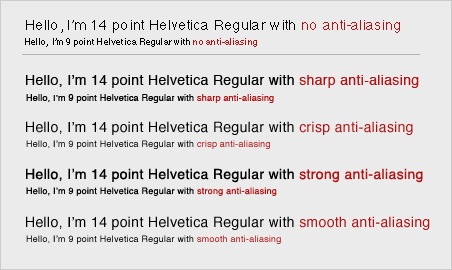 Hello, I'm 14 point Helvetica Regular with no anti-aliasing
Hello, I'm 9 point Helvetica Regular with no anti-aliasing
Hello, I'm 14 point Helvetica Regular with sharp anti-aliasing
Hello, I'm 9 point Helvetica Regular with sharp anti-aliasing
Hello, I'm 14 point Helvetica Regular with crisp anti-aliasing
Hello, I'm 9 point Helvetica Regular with crisp anti-aliasing
Hello, I'm 14 point Helvetica Regular with strong anti-aliasing
Hello, I'm 9 point Helvetica Regular with strong anti-aliasing
Hello, I'm 14 point Helvetica Regular with smooth anti-aliasing
Hello, I'm 9 point Helvetica Regular with smooth anti-aliasing